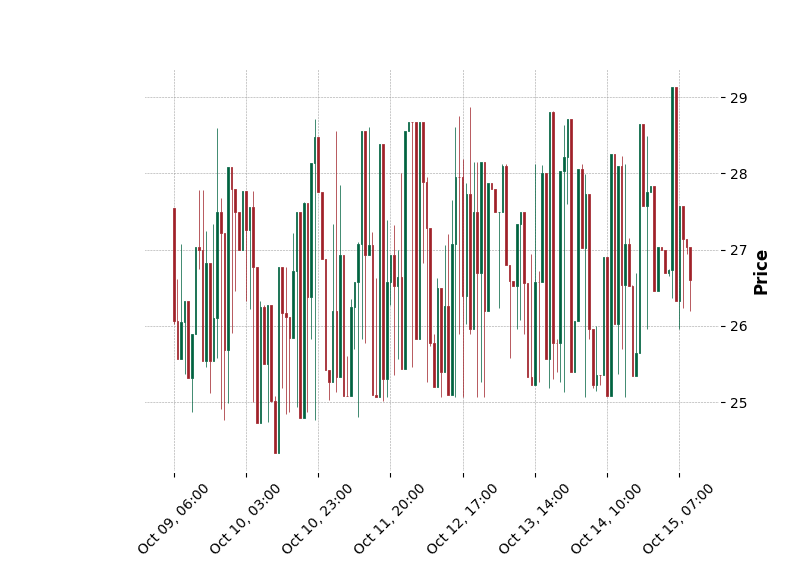 29
28
27
26
25
Price
Oct 09, 06:00
Oct 10, 03:00
Oct 10, 23:00
Oct 11, 20:00
Oct 12, 17:00
Oct 13, 14:00
Oct 14, 10:00
Oct 15, 07:00